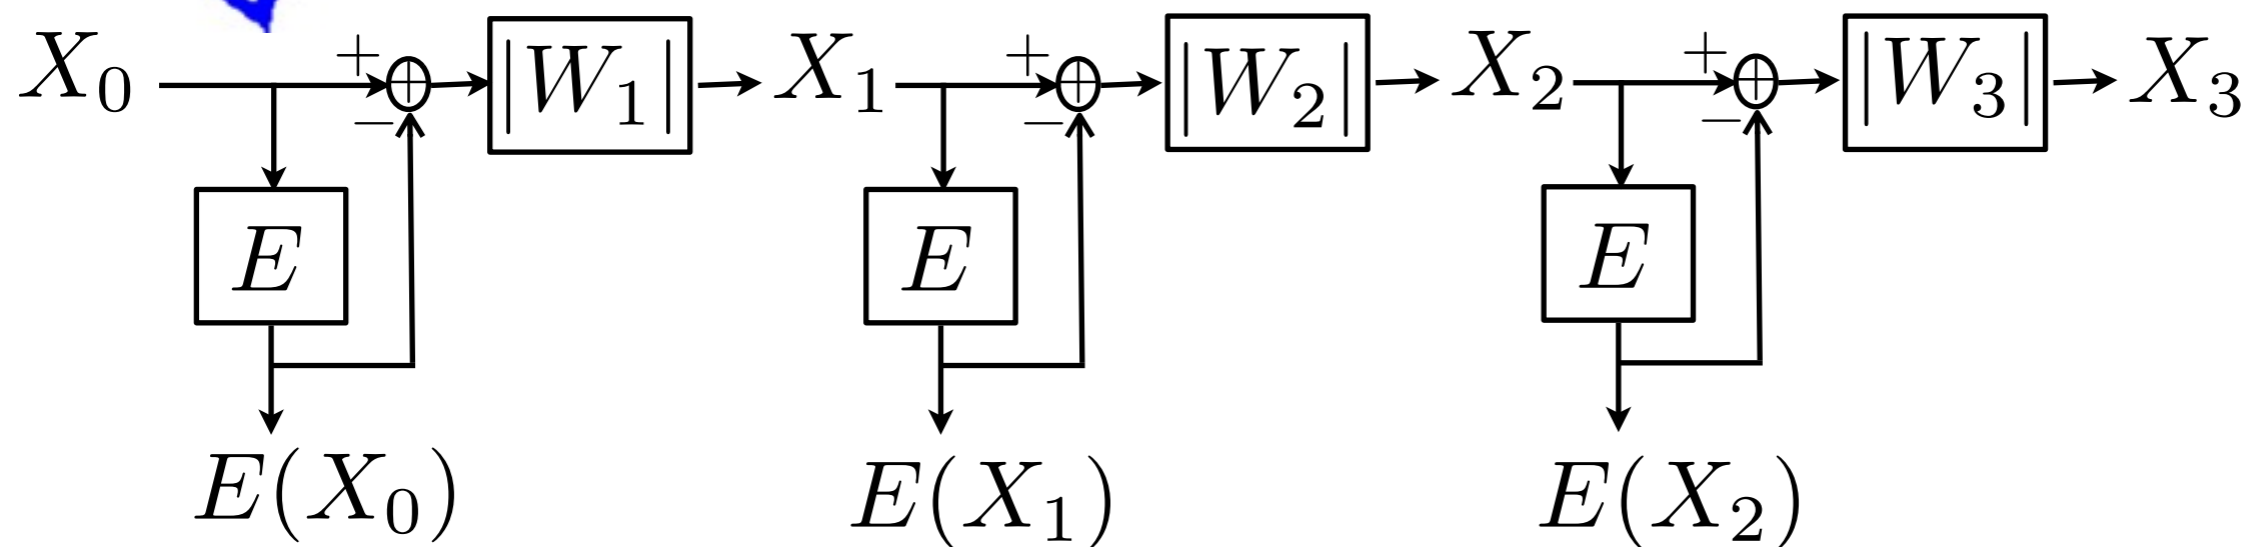 X₀ + − |W₁| X₁ + − |W₂| X₂ + − |W₃| X₃
E E E
E(X₀) E(X₁) E(X₂)